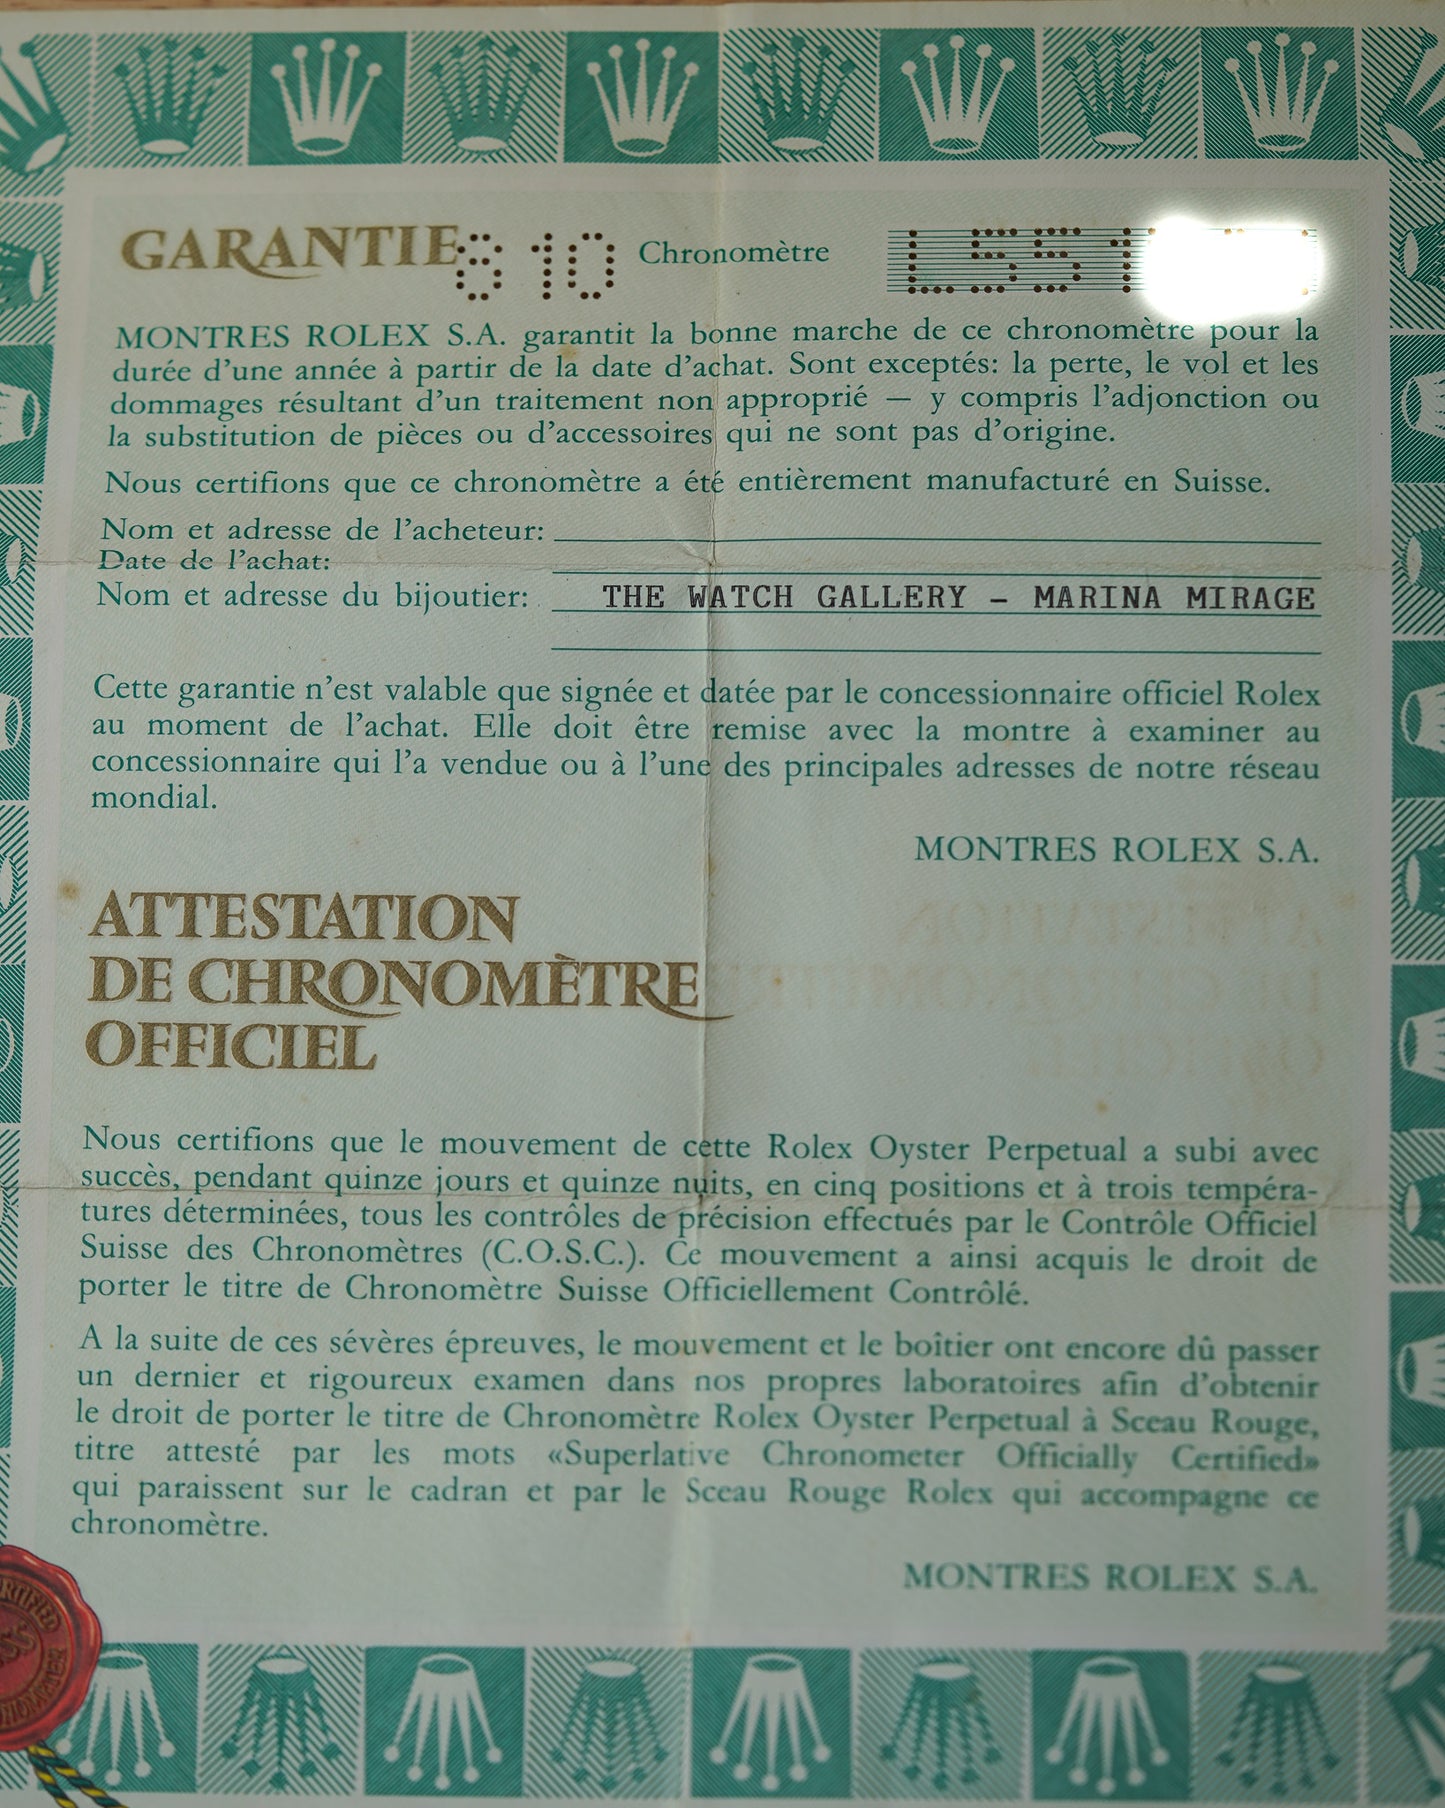 GARANTIE 810 Chronomètre L551
MONTRES ROLEX S.A. garantit la bonne marche de ce chronomètre pour la
durée d'une année à partir de la date d'achat. Sont exceptés: la perte, le vol et les
dommages résultant d'un traitement non approprié — y compris l'adjonction ou
la substitution de pièces ou d'accessoires qui ne sont pas d'origine.
Nous certifions que ce chronomètre a été entièrement manufacturé en Suisse.
Nom et adresse de l'acheteur:
Date de l'achat:
Nom et adresse du bijoutier: THE WATCH GALLERY – MARINA MIRAGE
Cette garantie n'est valable que signée et datée par le concessionnaire officiel Rolex
au moment de l'achat. Elle doit être remise avec la montre à examiner au
concessionnaire qui l'a vendue ou à l'une des principales adresses de notre réseau
mondial.
MONTRES ROLEX S.A.
ATTESTATION
DE CHRONOMÈTRE
OFFICIEL
Nous certifions que le mouvement de cette Rolex Oyster Perpetual a subi avec
succès, pendant quinze jours et quinze nuits, en cinq positions et à trois tempéra-
tures déterminées, tous les contrôles de précision effectués par le Contrôle Officiel
Suisse des Chronomètres (C.O.S.C.). Ce mouvement a ainsi acquis le droit de
porter le titre de Chronomètre Suisse Officiellement Contrôlé.
A la suite de ces sévères épreuves, le mouvement et le boîtier ont encore dû passer
un dernier et rigoureux examen dans nos propres laboratoires afin d'obtenir
le droit de porter le titre de Chronomètre Rolex Oyster Perpetual à Sceau Rouge,
titre attesté par les mots «Superlative Chronometer Officially Certified»
qui paraissent sur le cadran et par le Sceau Rouge Rolex qui accompagne ce
chronomètre.
MONTRES ROLEX S.A.